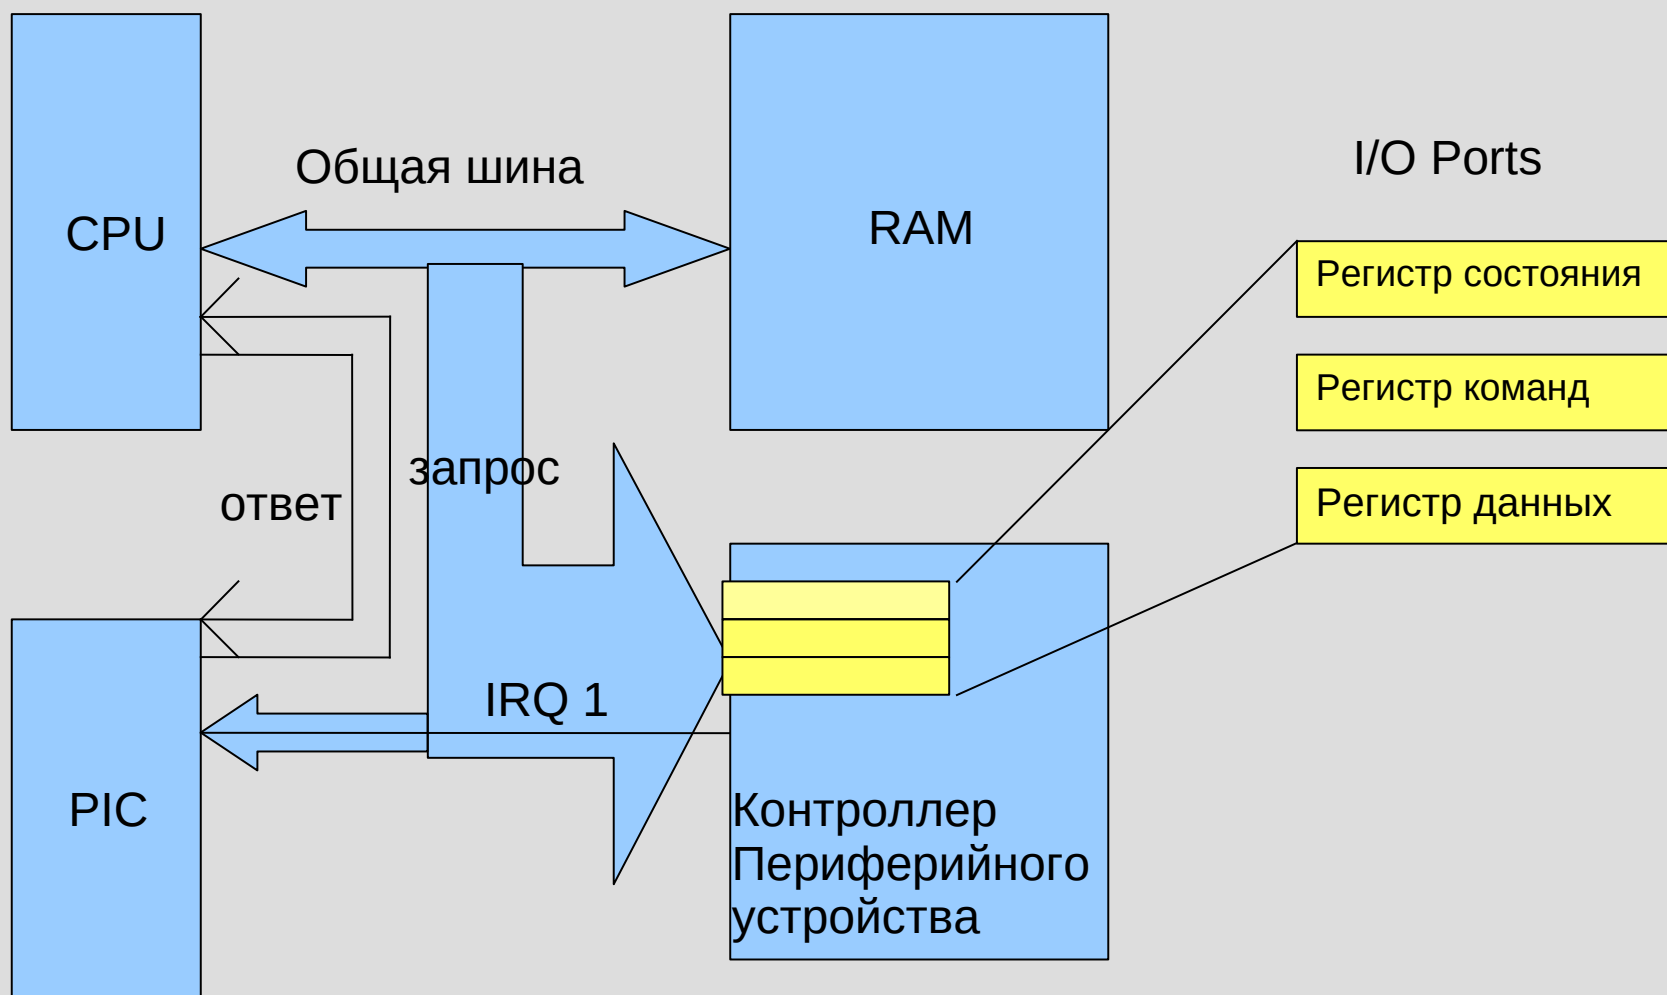 I/O Ports
Общая шина
CPU
RAM
Регистр состояния
Регистр команд
запрос
ответ
Регистр данных
IRQ 1
PIC
Контроллер
Периферийного
устройства